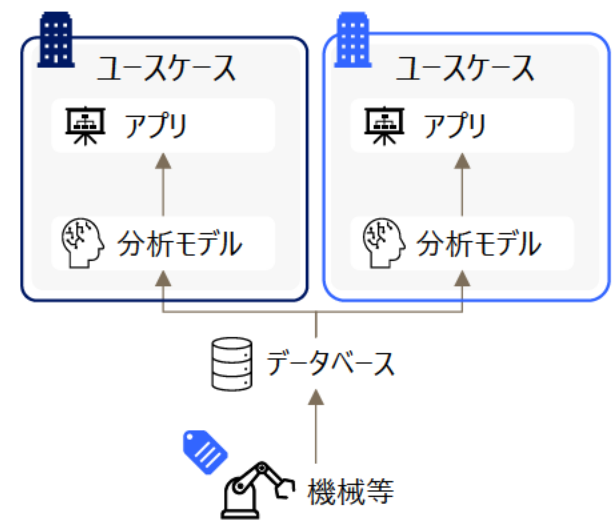 ユースケース
アプリ
分析モデル
ユースケース
アプリ
分析モデル
データベース
機械等